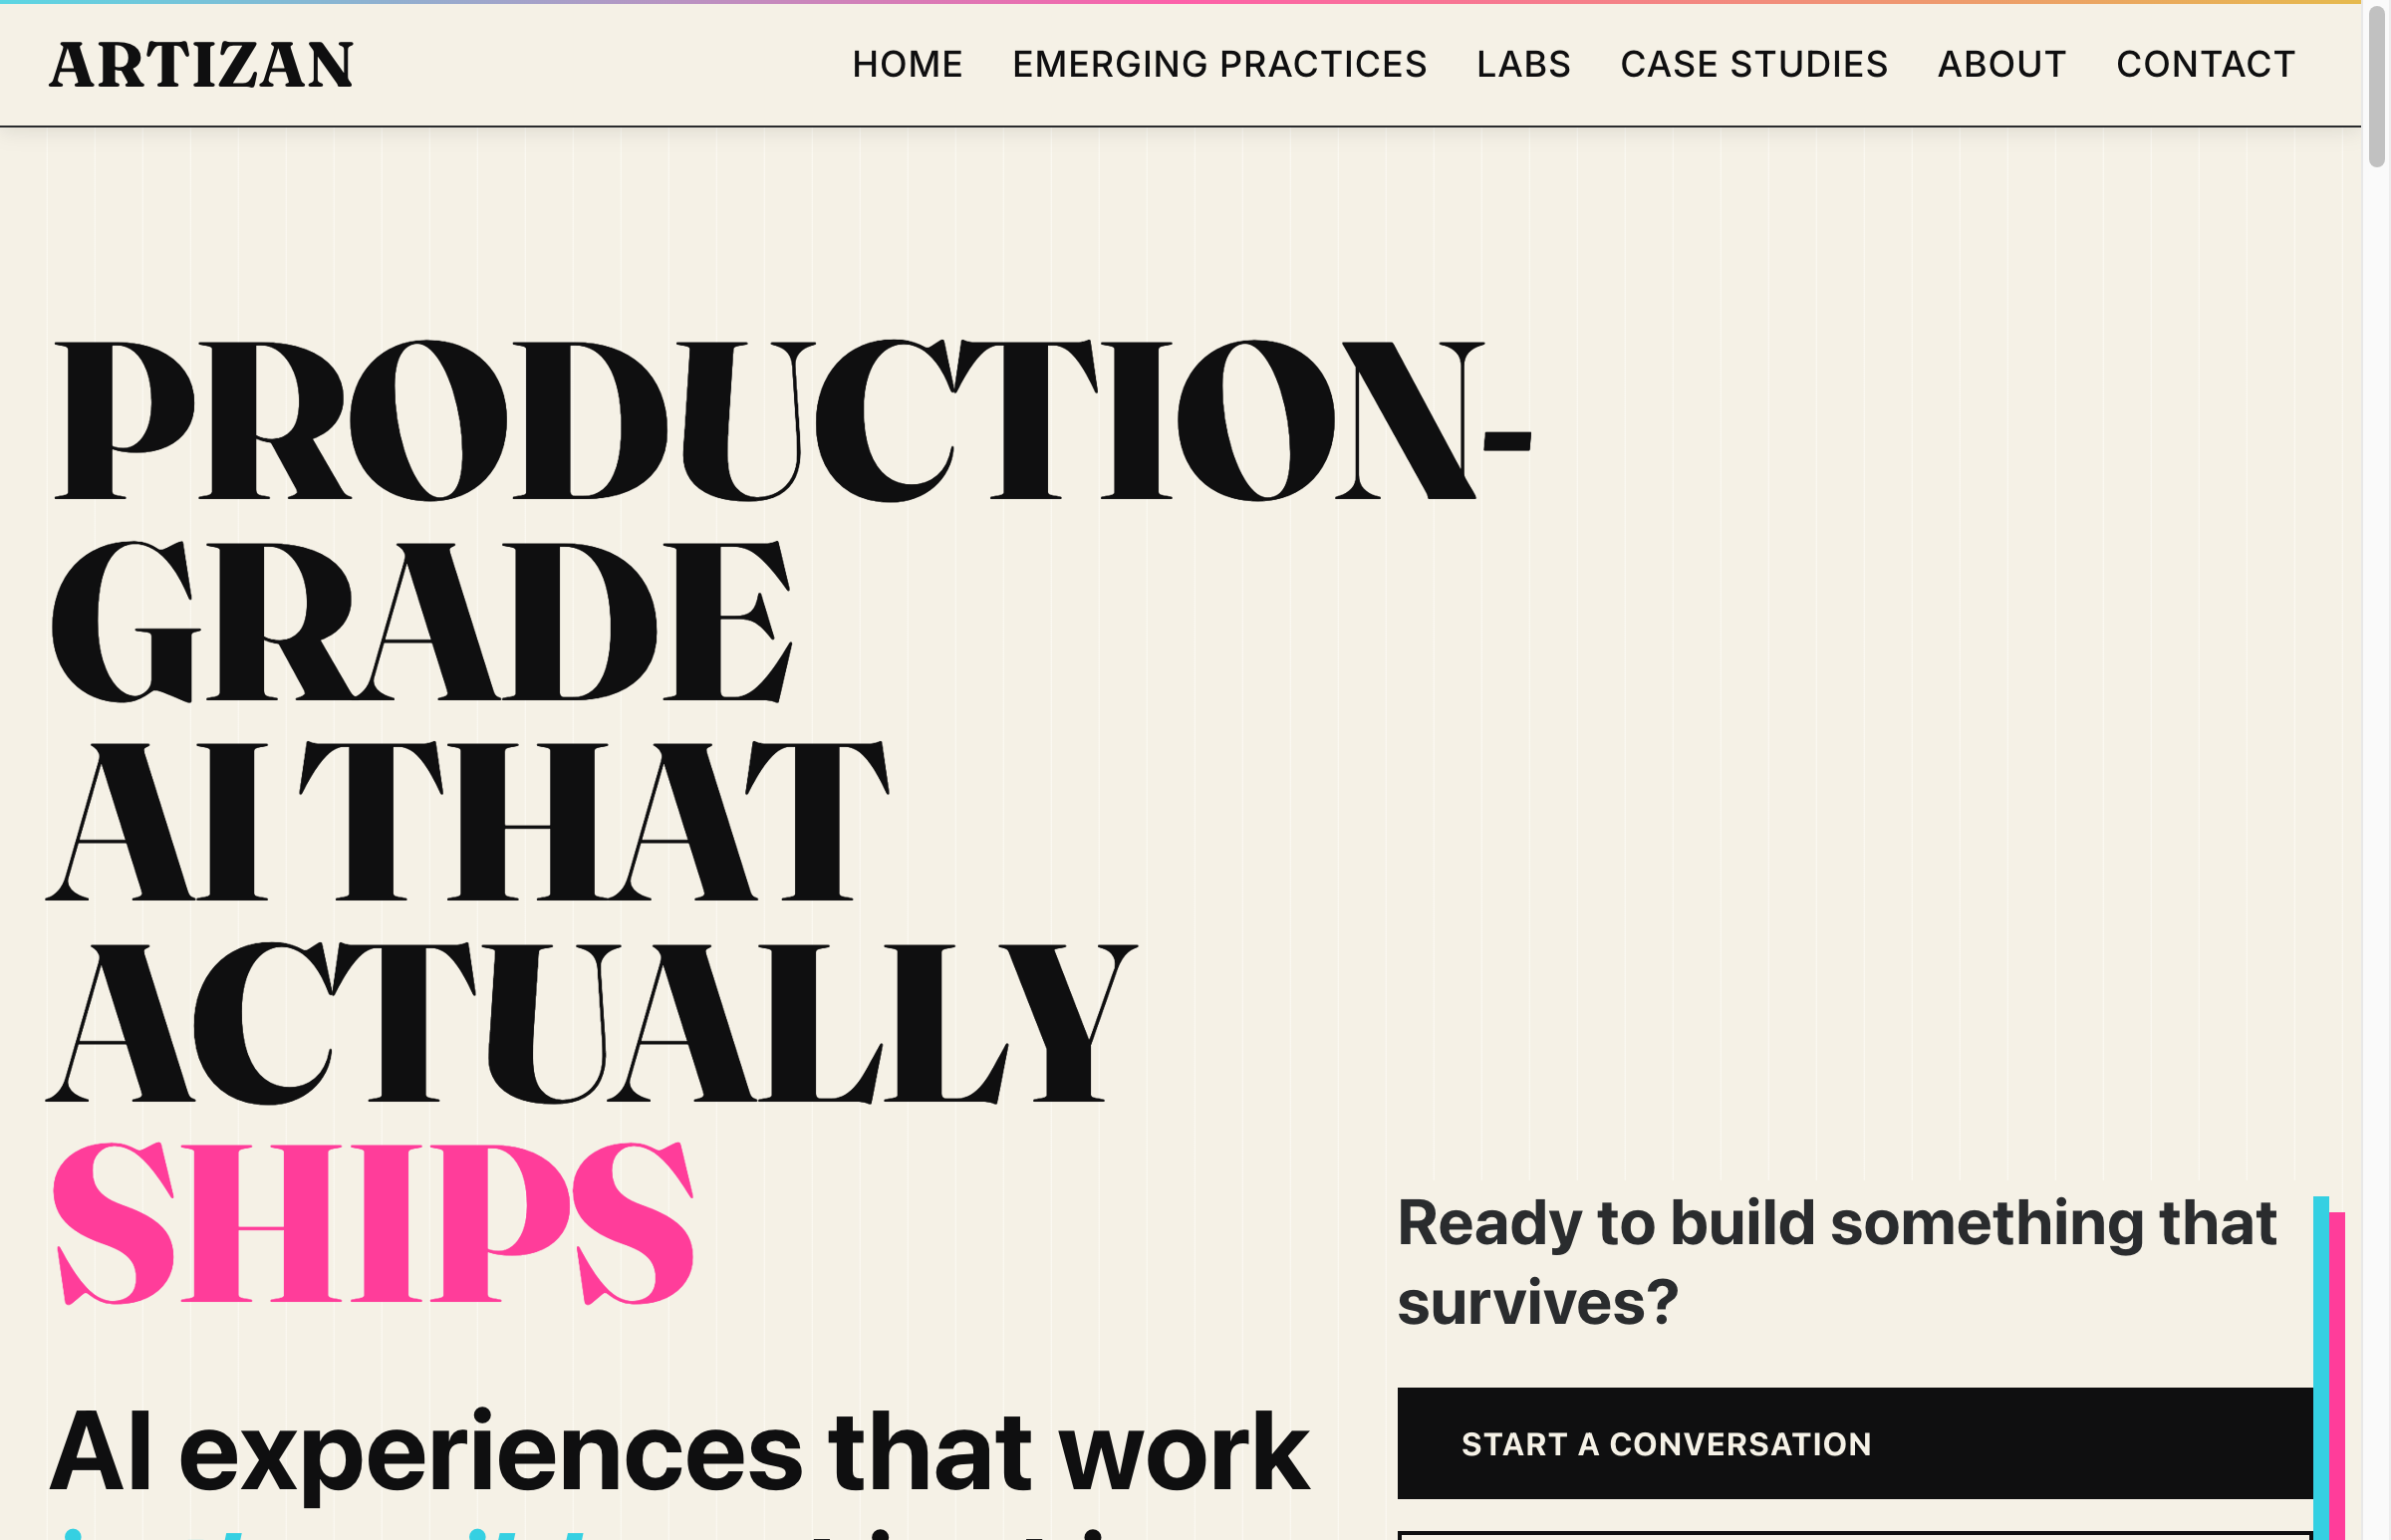 ARTIZAN
HOME EMERGING PRACTICES LABS CASE STUDIES ABOUT CONTACT
PRODUCTION-
GRADE
AI THAT
ACTUALLY
SHIPS
AI experiences that work
Ready to build something that
survives?
START A CONVERSATION